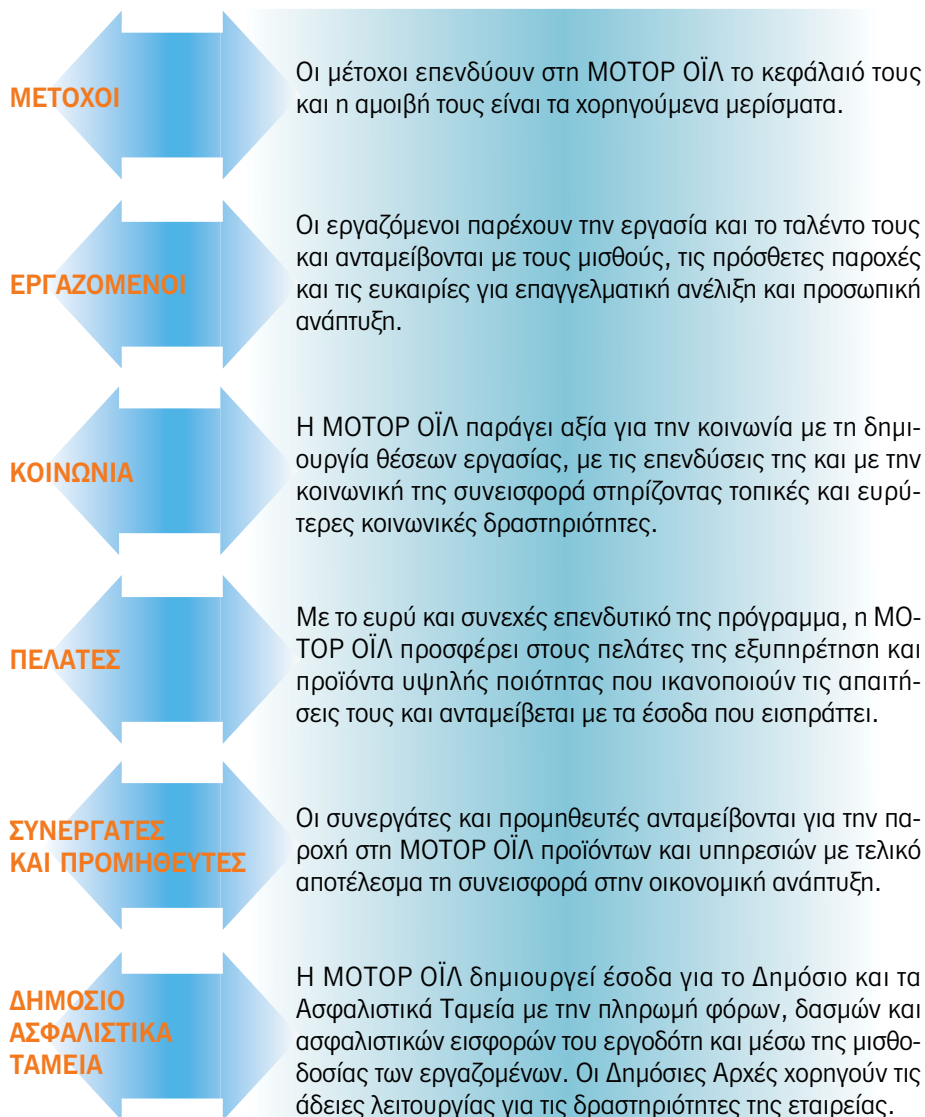 ΜΕΤΟΧΟΙ
Οι μέτοχοι επενδύουν στη ΜΟΤΟΡ ΟΪΛ το κεφάλαιό τους
και η αμοιβή τους είναι τα χορηγούμενα μερίσματα.
ΕΡΓΑΖΟΜΕΝΟΙ
Οι εργαζόμενοι παρέχουν την εργασία και το ταλέντο τους
και ανταμείβονται με τους μισθούς, τις πρόσθετες παροχές
και τις ευκαιρίες για επαγγελματική ανέλιξη και προσωπική
ανάπτυξη.
ΚΟΙΝΩΝΙΑ
Η ΜΟΤΟΡ ΟΪΛ παράγει αξία για την κοινωνία με τη δημι-
ουργία θέσεων εργασίας, με τις επενδύσεις της και με την
κοινωνική της συνεισφορά στηρίζοντας τοπικές και ευρύ-
τερες κοινωνικές δραστηριότητες.
ΠΕΛΑΤΕΣ
Με το ευρύ και συνεχές επενδυτικό της πρόγραμμα, η ΜΟ-
ΤΟΡ ΟΪΛ προσφέρει στους πελάτες της εξυπηρέτηση και
προϊόντα υψηλής ποιότητας που ικανοποιούν τις απαιτή-
σεις τους και ανταμείβεται με τα έσοδα που εισπράττει.
ΣΥΝΕΡΓΑΤΕΣ
ΚΑΙ ΠΡΟΜΗΘΕΥΤΕΣ
Οι συνεργάτες και προμηθευτές ανταμείβονται για την πα-
ροχή στη ΜΟΤΟΡ ΟΪΛ προϊόντων και υπηρεσιών με τελικό
αποτέλεσμα τη συνεισφορά στην οικονομική ανάπτυξη.
ΔΗΜΟΣΙΟ
ΑΣΦΑΛΙΣΤΙΚΑ
ΤΑΜΕΙΑ
Η ΜΟΤΟΡ ΟΪΛ δημιουργεί έσοδα για το Δημόσιο και τα
Ασφαλιστικά Ταμεία με την πληρωμή φόρων, δασμών και
ασφαλιστικών εισφορών του εργοδότη και μέσω της μισθο-
δοσίας των εργαζομένων. Οι Δημόσιες Αρχές χορηγούν τις
άδειες λειτουργίας για τις δραστηριότητες της εταιρείας.